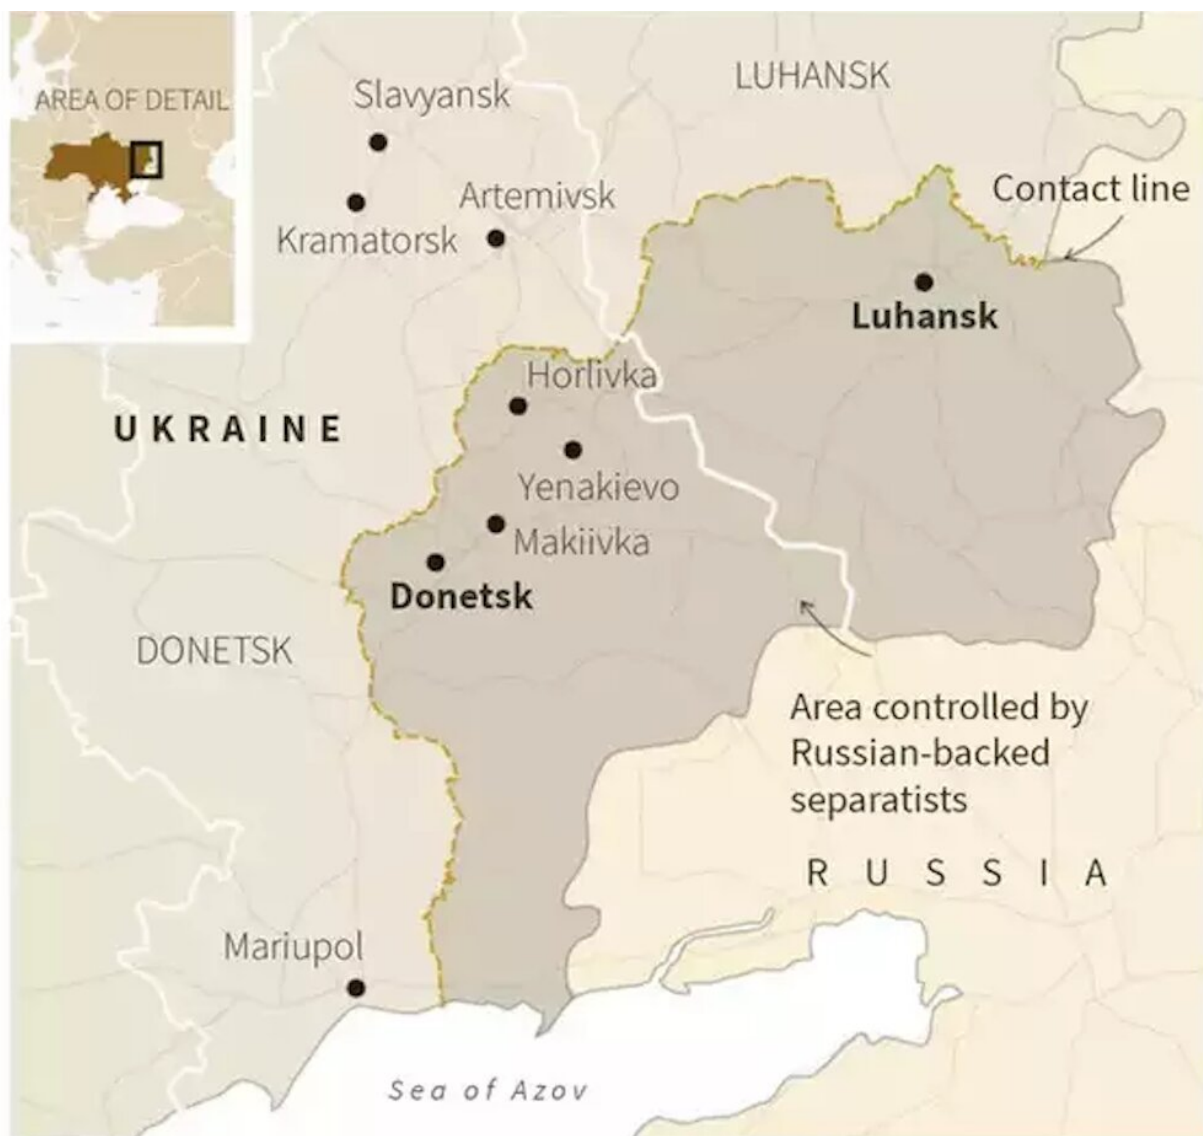 AREA OF DETAIL
LUHANSK
Slavyansk
Contact line
Artemivsk
Kramatorsk
Luhansk
Horlivka
UKRAINE
Yenakievo
Makiivka
Donetsk
DONETSK
Area controlled by
Russian-backed
separatists
RUSSIA
Mariupol
Sea of Azov